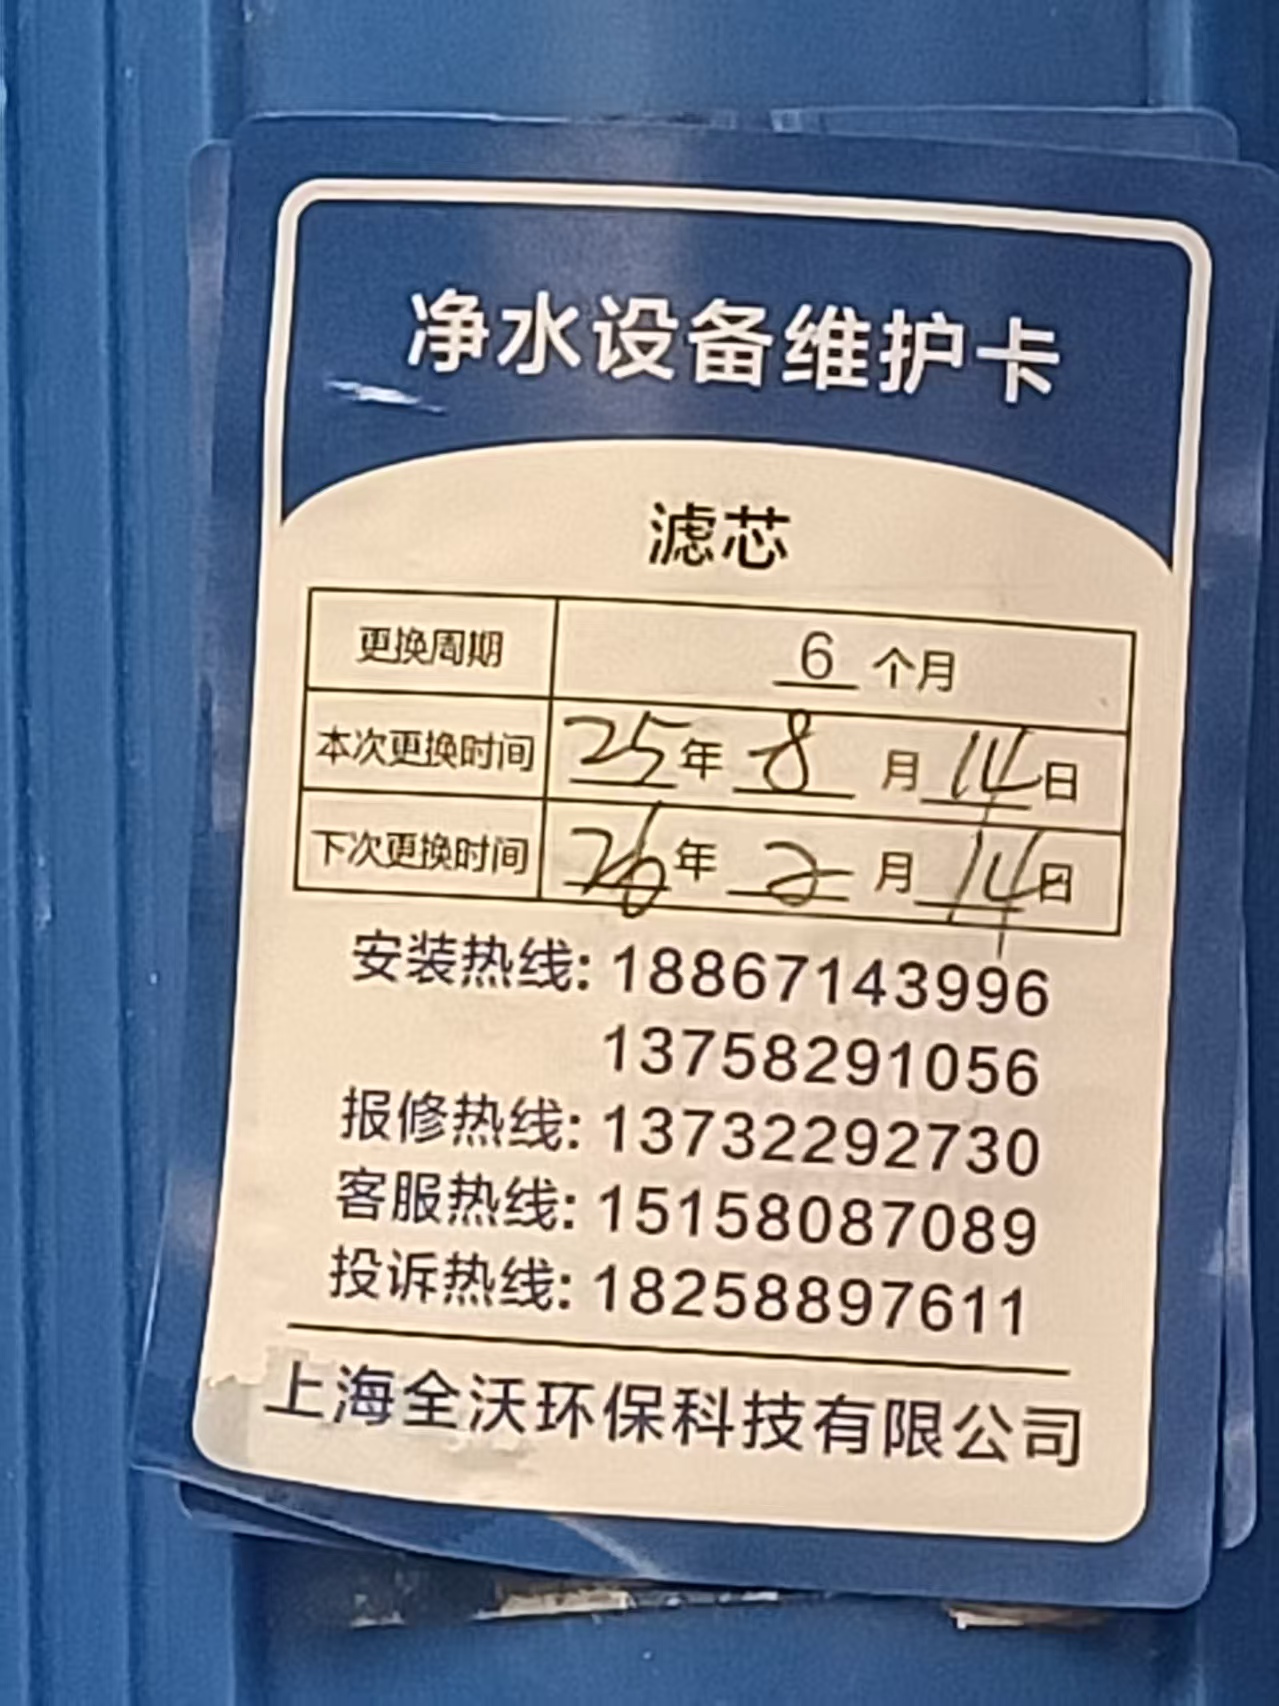 净水设备维护卡
滤芯
更换周期 6 个月
本次更换时间 25年 8 月 14日
下次更换时间 26年 2 月 14日
安装热线: 18867143996
13758291056
报修热线: 13732292730
客服热线: 15158087089
投诉热线: 18258897611
上海全沃环保科技有限公司